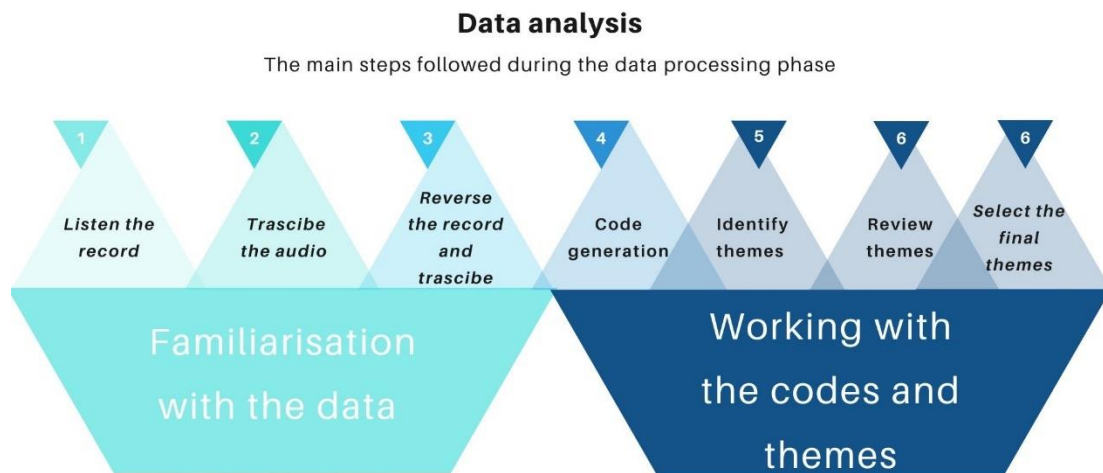 Data analysis
The main steps followed during the data processing phase
1
Listen the
record
2
Trascibe
the audio
3
Reverse
the record
and
trascibe
4
Code
generation
5
Identify
themes
6
Review
themes
6
Select the
final
themes
Familiarisation
with the data
Working with
the codes and
themes